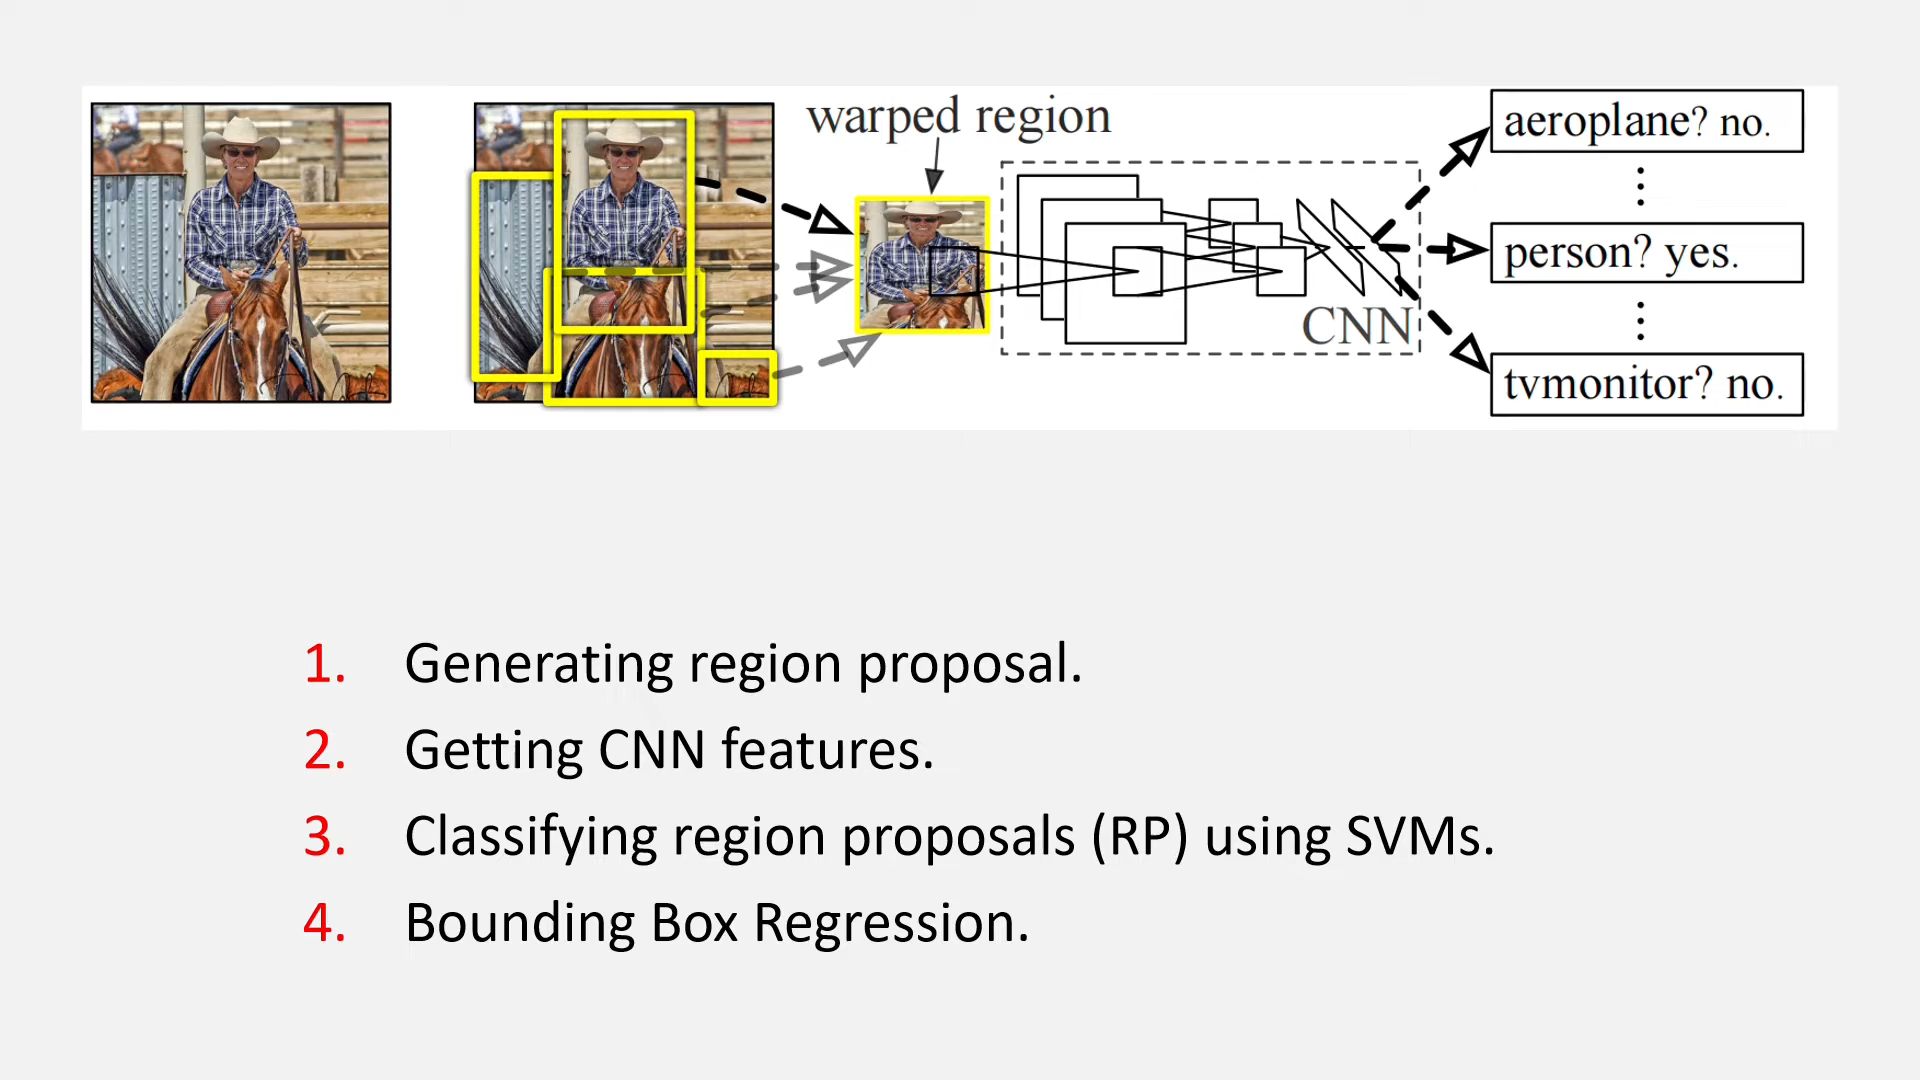 warped region
aeroplane? no.
person? yes.
CNN
tvmonitor? no.
1. Generating region proposal.
2. Getting CNN features.
3. Classifying region proposals (RP) using SVMs.
4. Bounding Box Regression.